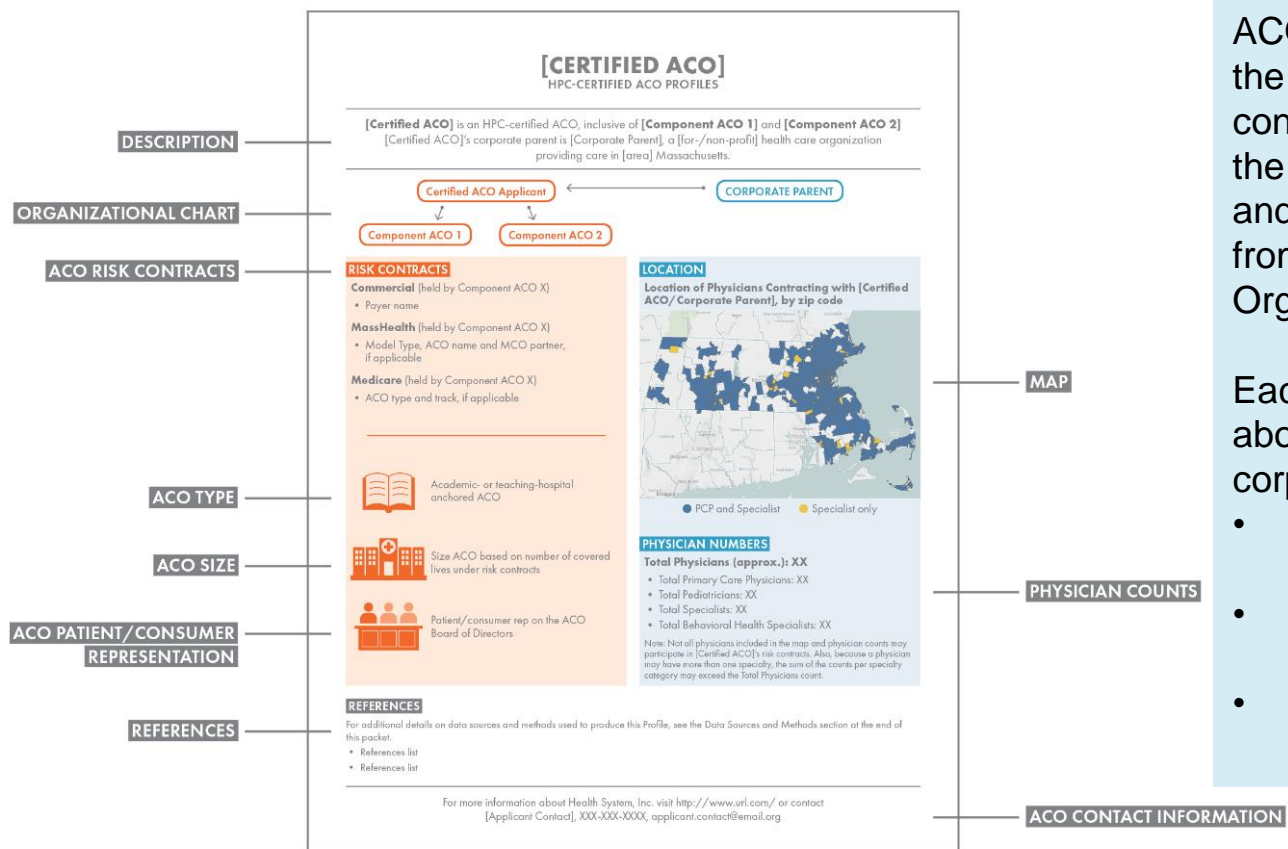 [CERTIFIED ACO]
HPC-CERTIFIED ACO PROFILES
DESCRIPTION
[Certified ACO] is an HPC-certified ACO, inclusive of [Component ACO 1] and [Component ACO 2]
[Certified ACO]'s corporate parent is [Corporate Parent], a [for-/non-profit] health care organization
providing care in [area] Massachusetts.
ORGANIZATIONAL CHART
Certified ACO Applicant
CORPORATE PARENT
Component ACO 1
Component ACO 2
ACO RISK CONTRACTS
RISK CONTRACTS
Commercial (held by Component ACO X)
• Payer name
MassHealth (held by Component ACO X)
• Model Type, ACO name and MCO partner,
if applicable
Medicare (held by Component ACO X)
• ACO type and track, if applicable
ACO TYPE
Academic- or teaching-hospital
anchored ACO
ACO SIZE
Size ACO based on number of covered
lives under risk contracts
ACO PATIENT/CONSUMER
REPRESENTATION
Patient/consumer rep on the ACO
Board of Directors
LOCATION
Location of Physicians Contracting with [Certified
ACO/Corporate Parent], by zip code
MAP
PCP and Specialist
Specialist only
PHYSICIAN NUMBERS
Total Physicians (approx.): XX
• Total Primary Care Physicians: XX
• Total Pediatricians: XX
• Total Specialists: XX
• Total Behavioral Health Specialists: XX
Note: Not all physicians included in the map and physician counts may
participate in [Certified ACO]'s risk contracts. Also, because a physician
may have more than one specialty, the sum of the counts per specialty
category may exceed the Total Physicians count.
PHYSICIAN COUNTS
REFERENCES
REFERENCES
For additional details on data sources and methods used to produce this Profile, see the Data Sources and Methods section at the end of
this packet.
• References list
• References list
For more information about Health System, Inc. visit http://www.url.com/ or contact
[Applicant Contact], XXX-XXX-XXXX, applicant.contact@email.org
ACO CONTACT INFORMATION
ACO
the
con
the
and
fron
Org
Eac
abo
corp
•
•
•